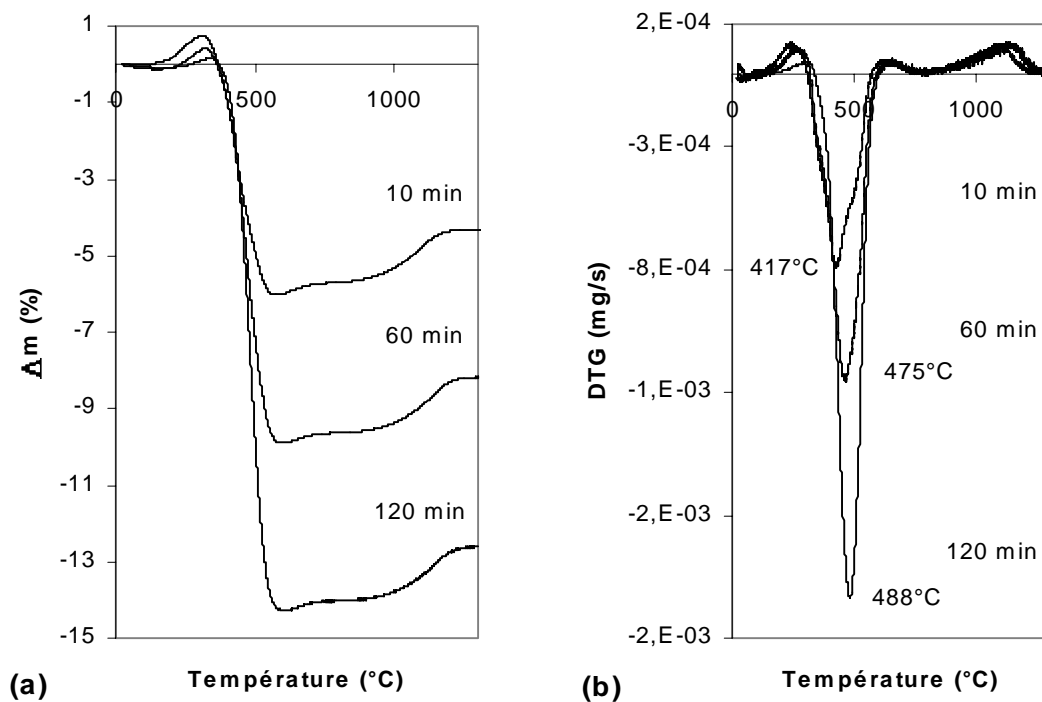 1
-1
-3
-5
-7
-9
-11
-13
-15
0
500
1000
10 min
60 min
120 min
Δm (%)
Température (°C)
(a)
2,E-04
-3,E-04
-8,E-04
-1,E-03
-2,E-03
-2,E-03
0
500
1000
10 min
417°C
60 min
475°C
120 min
488°C
DTG (mg/s)
Température (°C)
(b)